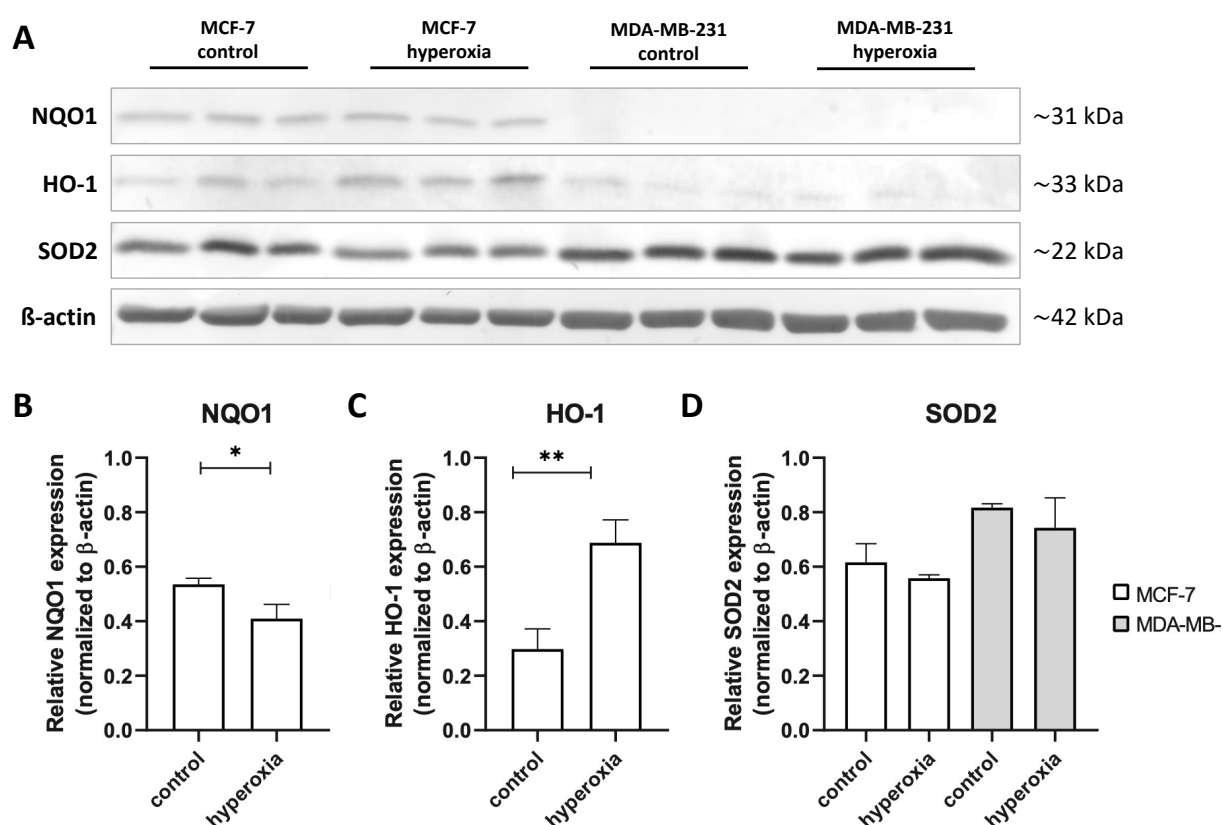 A
MCF-7
control
MCF-7
hyperoxia
MDA-MB-231
control
MDA-MB-231
hyperoxia
NQO1
~31 kDa
HO-1
~33 kDa
SOD2
~22 kDa
ß-actin
~42 kDa
B
NQO1
Relative NQO1 expression
(normalized to β-actin)
1.0
0.8
0.6
0.4
0.2
0.0
*
control
hyperoxia
C
HO-1
Relative HO-1 expression
(normalized to β-actin)
1.0
0.8
0.6
0.4
0.2
0.0
**
control
hyperoxia
D
SOD2
Relative SOD2 expression
(normalized to β-actin)
1.0
0.8
0.6
0.4
0.2
0.0
control
hyperoxia
control
hyperoxia
MCF-7
MDA-MB-